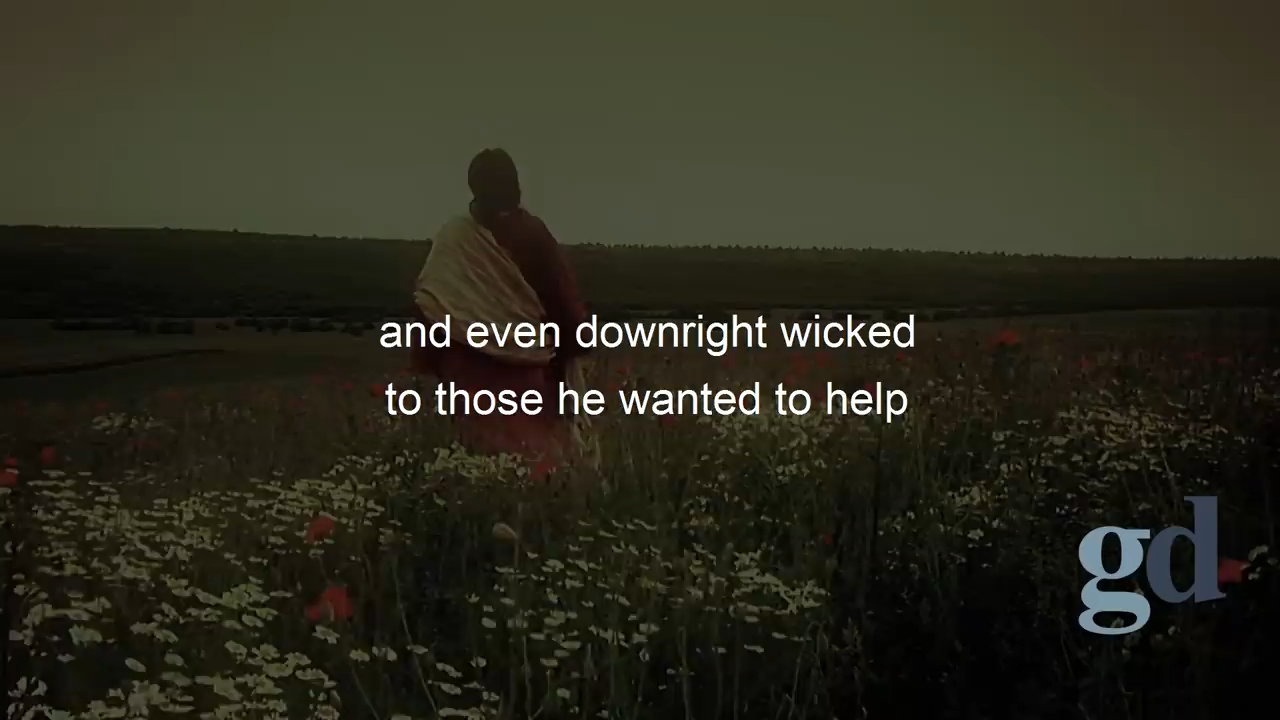 and even downright wicked
to those he wanted to help
gd